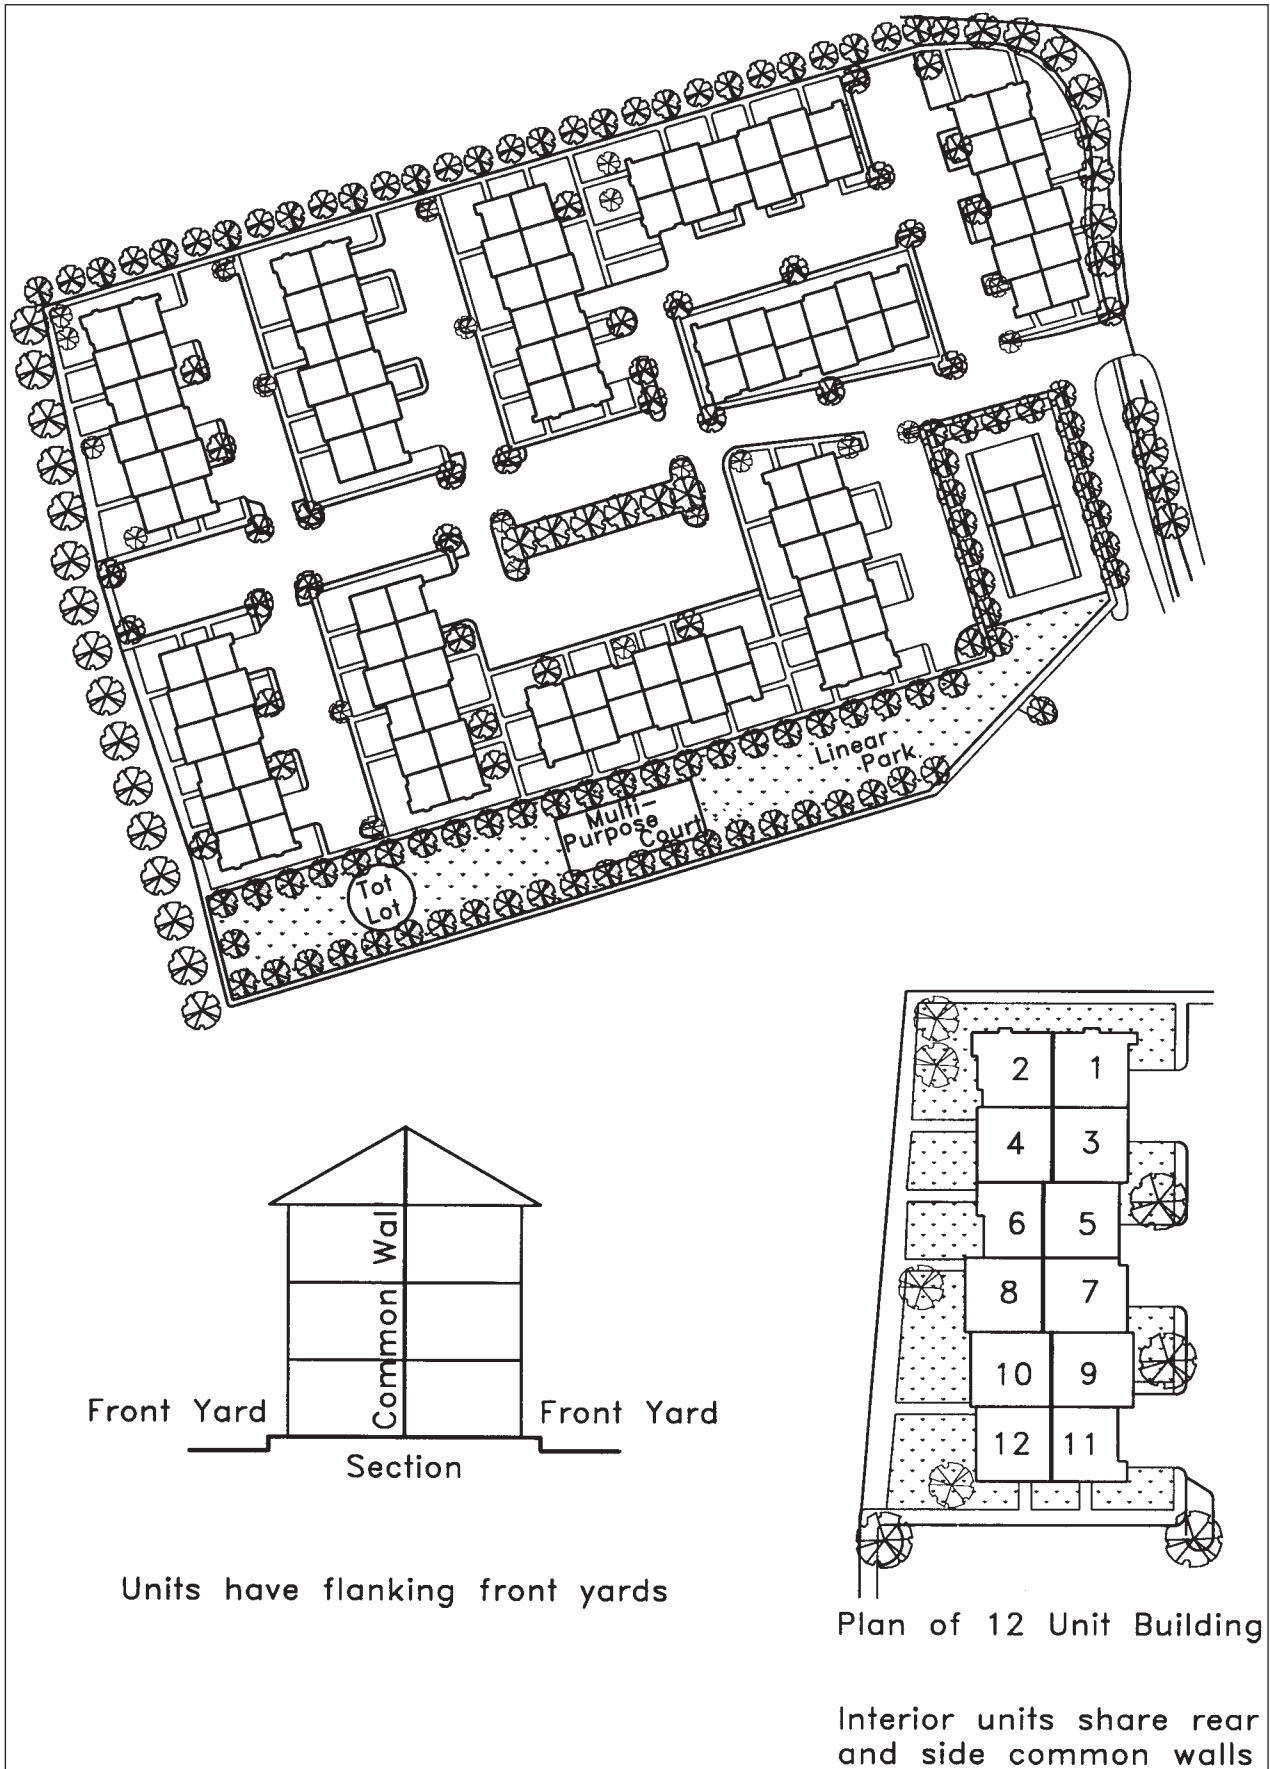 Linear
Park
Multi-
Purpose
Court
Tot
Lot
2 1
4 3
6 5
8 7
10 9
12 11
Common Wal
Front Yard
Front Yard
Section
Units have flanking front yards
Plan of 12 Unit Building
Interior units share rear
and side common walls